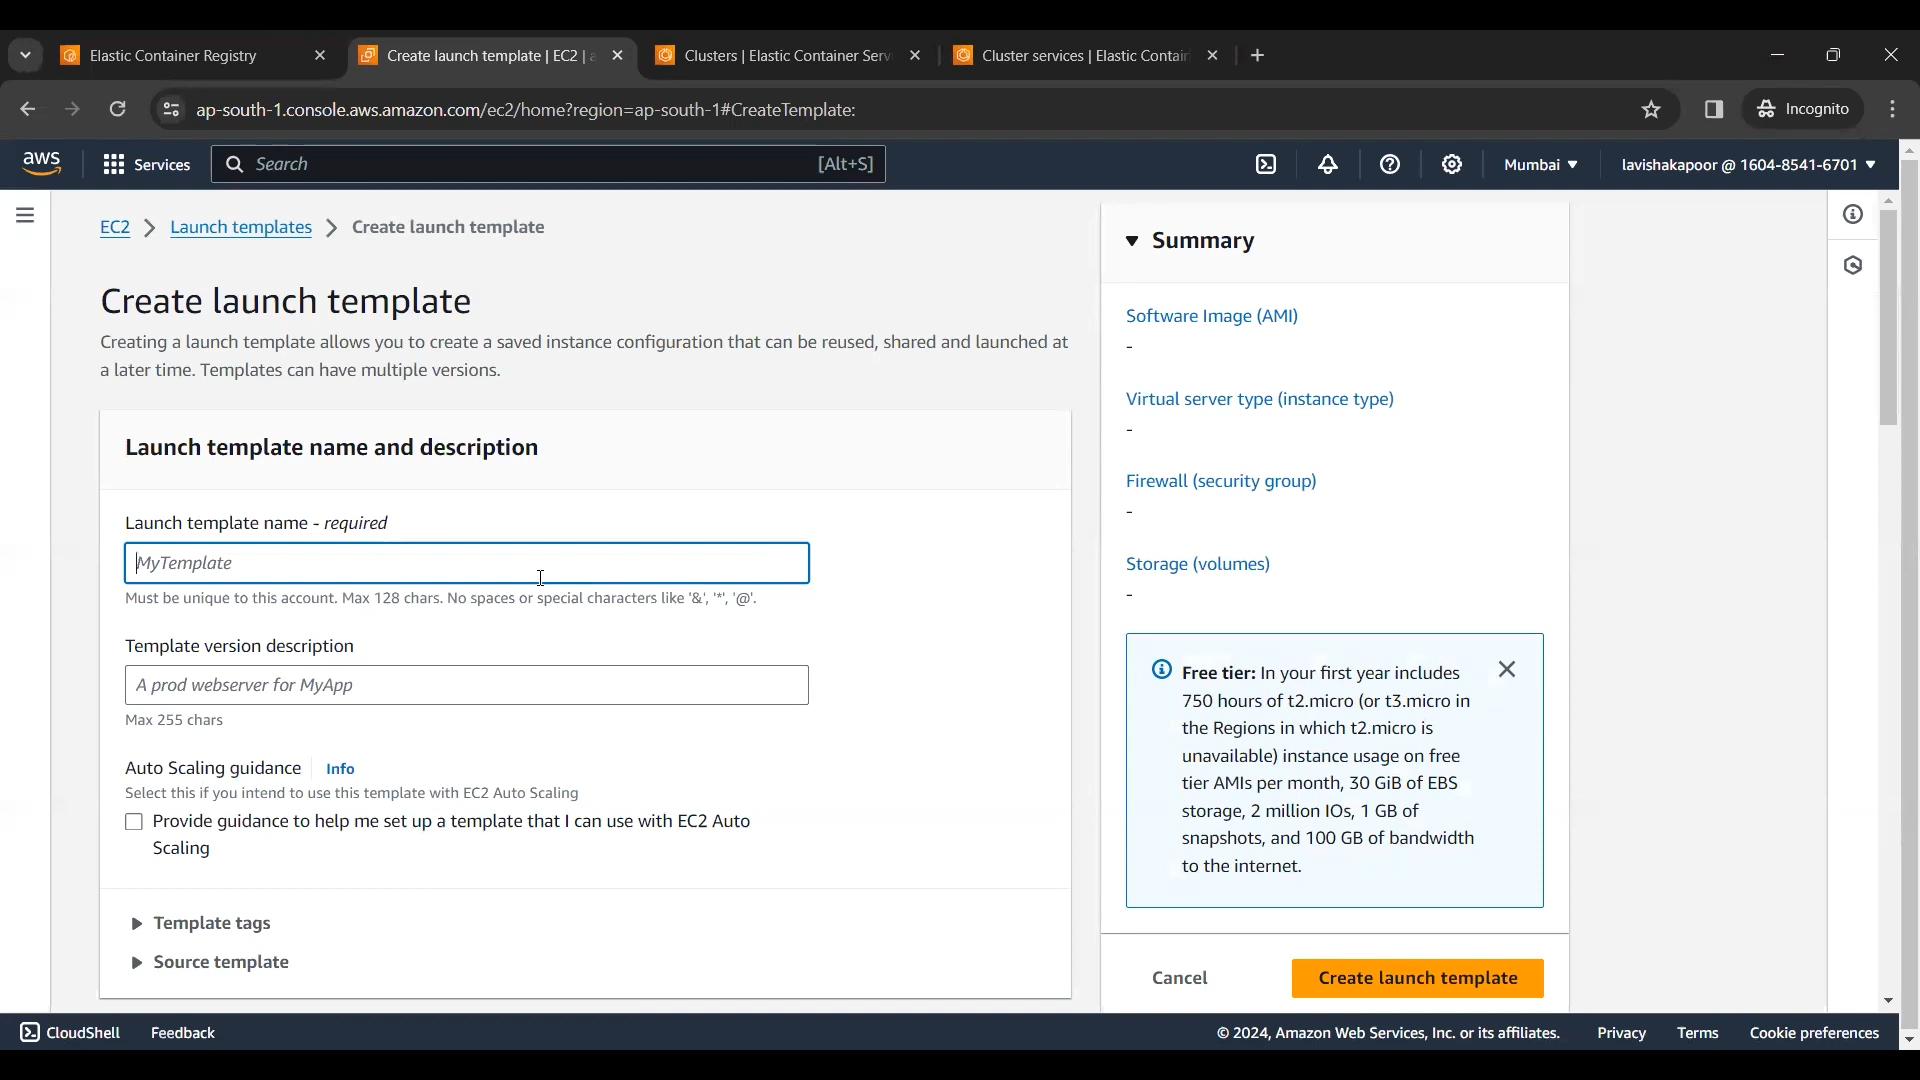 Elastic Container Registry
Create launch template | EC2 | a
Clusters | Elastic Container Serv
Cluster services | Elastic Contain
ap-south-1.console.aws.amazon.com/ec2/home?region=ap-south-1#CreateTemplate:
Incognito
aws
Services
Search
[Alt+S]
Mumbai
lavishakapoor @ 1604-8541-6701
EC2
Launch templates
Create launch template
Create launch template
Creating a launch template allows you to create a saved instance configuration that can be reused, shared and launched at
a later time. Templates can have multiple versions.
Launch template name and description
Launch template name - required
MyTemplate
Must be unique to this account. Max 128 chars. No spaces or special characters like '&', '*', '@'.
Template version description
A prod webserver for MyApp
Max 255 chars
Auto Scaling guidance
Info
Select this if you intend to use this template with EC2 Auto Scaling
Provide guidance to help me set up a template that I can use with EC2 Auto
Scaling
Template tags
Source template
Summary
Software Image (AMI)
-
Virtual server type (instance type)
-
Firewall (security group)
-
Storage (volumes)
-
Free tier: In your first year includes
750 hours of t2.micro (or t3.micro in
the Regions in which t2.micro is
unavailable) instance usage on free
tier AMIs per month, 30 GiB of EBS
storage, 2 million IOs, 1 GB of
snapshots, and 100 GB of bandwidth
to the internet.
Cancel
Create launch template
CloudShell
Feedback
© 2024, Amazon Web Services, Inc. or its affiliates.
Privacy
Terms
Cookie preferences